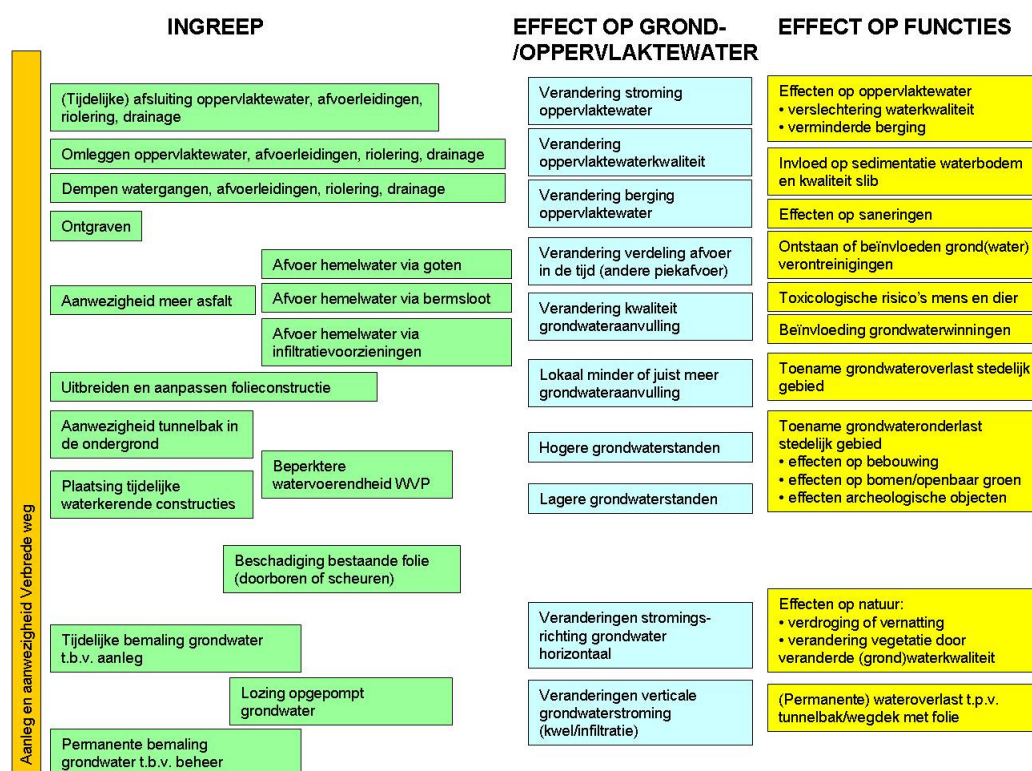 INGREEP
EFFECT OP GROND-
/OPPERVLAKTEWATER
EFFECT OP FUNCTIES
Aanleg en aanwezigheid Verbrede weg
(Tijdelijke) afsluiting oppervlaktewater, afvoerleidingen,
riolering, drainage
Omleggen oppervlaktewater, afvoerleidingen, riolering, drainage
Dempen watergangen, afvoerleidingen, riolering, drainage
Ontgraven
Afvoer hemelwater via goten
Aanwezigheid meer asfalt
Afvoer hemelwater via bermsloot
Afvoer hemelwater via
infiltratievoorzieningen
Uitbreiden en aanpassen folieconstructie
Aanwezigheid tunnelbak in
de ondergrond
Beperktere
watervoerendheid WVP
Plaatsing tijdelijke
waterkerende constructies
Beschadiging bestaande folie
(doorboren of scheuren)
Tijdelijke bemaling grondwater
t.b.v. aanleg
Lozing opgepompt
grondwater
Permanente bemaling
grondwater t.b.v. beheer
Verandering stroming
oppervlaktewater
Verandering
oppervlaktewaterkwaliteit
Verandering berging
oppervlaktewater
Verandering verdeling afvoer
in de tijd (andere piekafvoer)
Verandering kwaliteit
grondwateraanvulling
Lokaal minder of juist meer
grondwateraanvulling
Hogere grondwaterstanden
Lagere grondwaterstanden
Veranderingen stromings-
richting grondwater
horizontaal
Veranderingen verticale
grondwaterstroming
(kwel/infiltratie)
Effecten op oppervlaktewater
• verslechtering waterkwaliteit
• verminderde berging
Invloed op sedimentatie waterbodem
en kwaliteit slib
Effecten op saneringen
Ontstaan of beïnvloeden grond(water)
verontreinigingen
Toxicologische risico's mens en dier
Beïnvloeding grondwaterwinningen
Toename grondwateroverlast stedelijk
gebied
Toename grondwateronderlast
stedelijk gebied
• effecten op bebouwing
• effecten op bomen/openbaar groen
• effecten archeologische objecten
Effecten op natuur:
• verdroging of vernatting
• verandering vegetatie door
veranderde (grond)waterkwaliteit
(Permanente) wateroverlast t.p.v.
tunnelbak/wegdek met folie